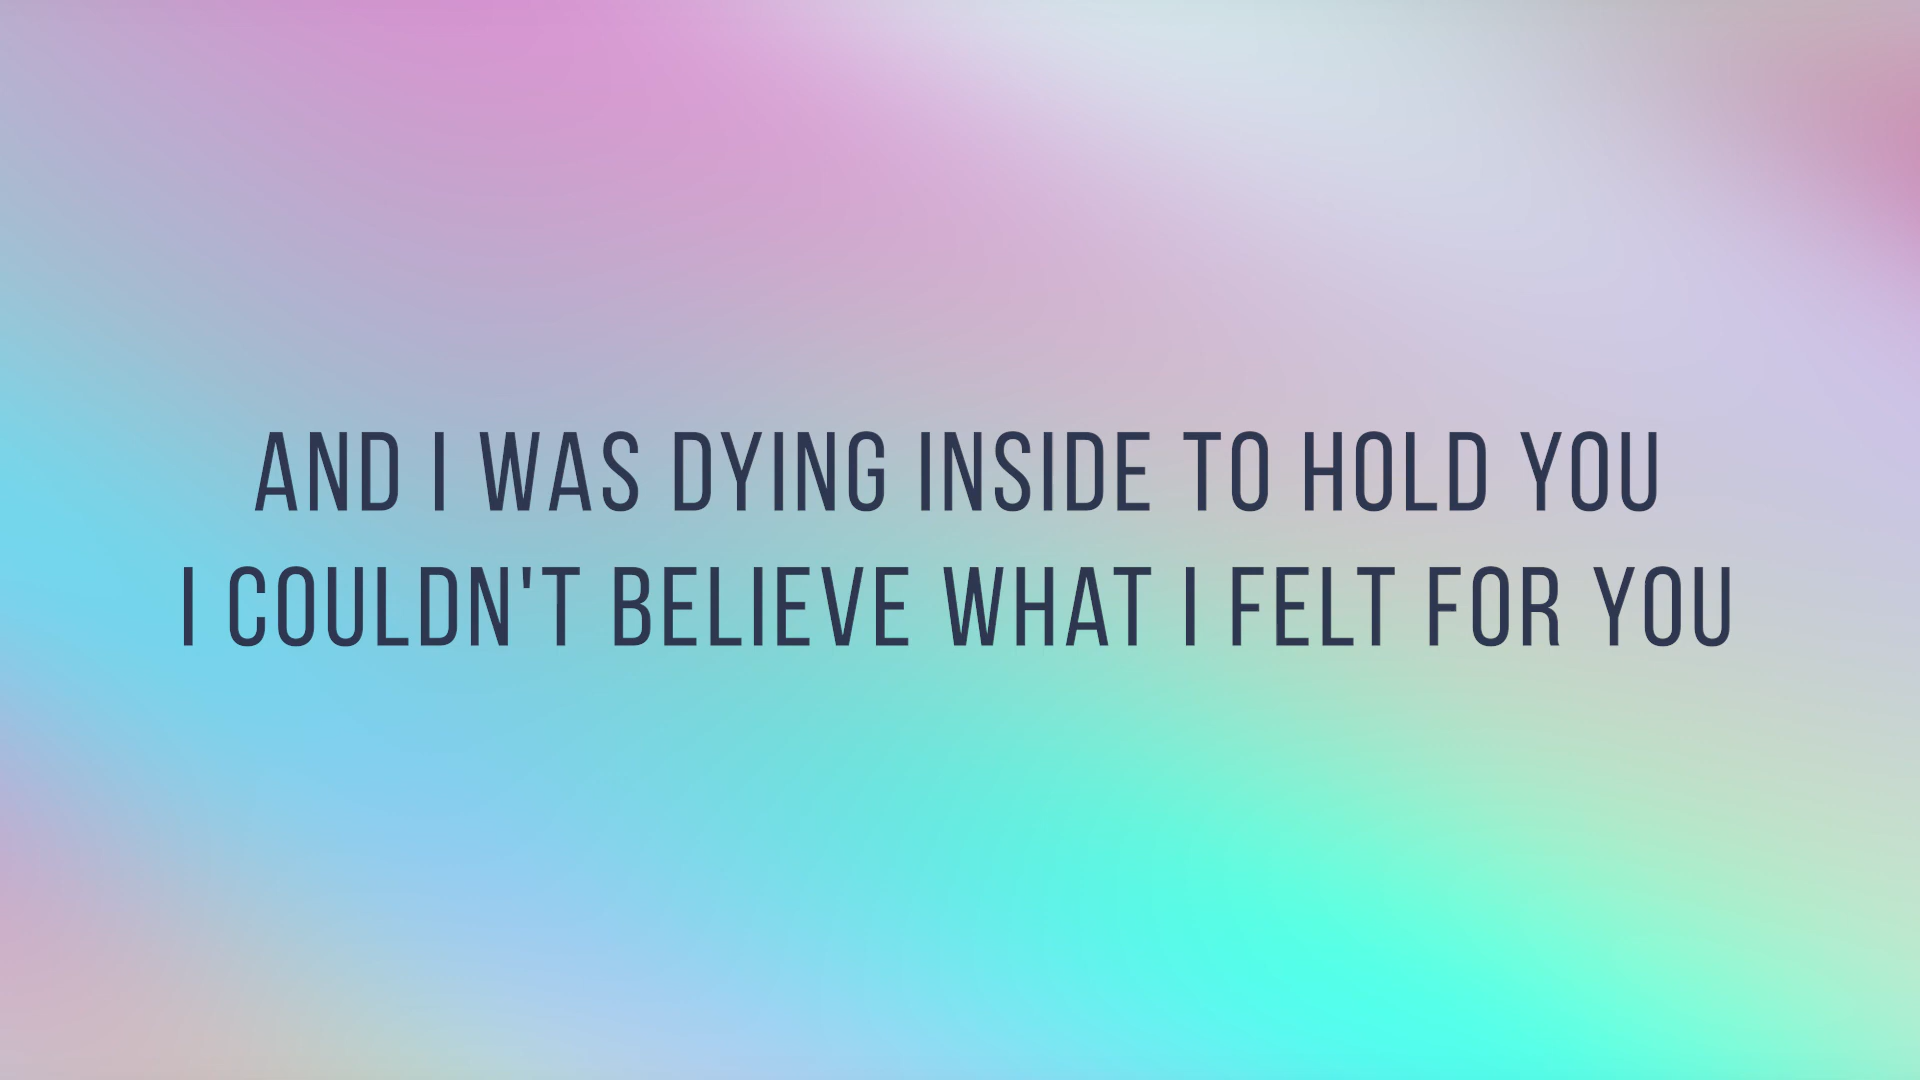 AND I WAS DYING INSIDE TO HOLD YOU
I COULDN'T BELIEVE WHAT I FELT FOR YOU